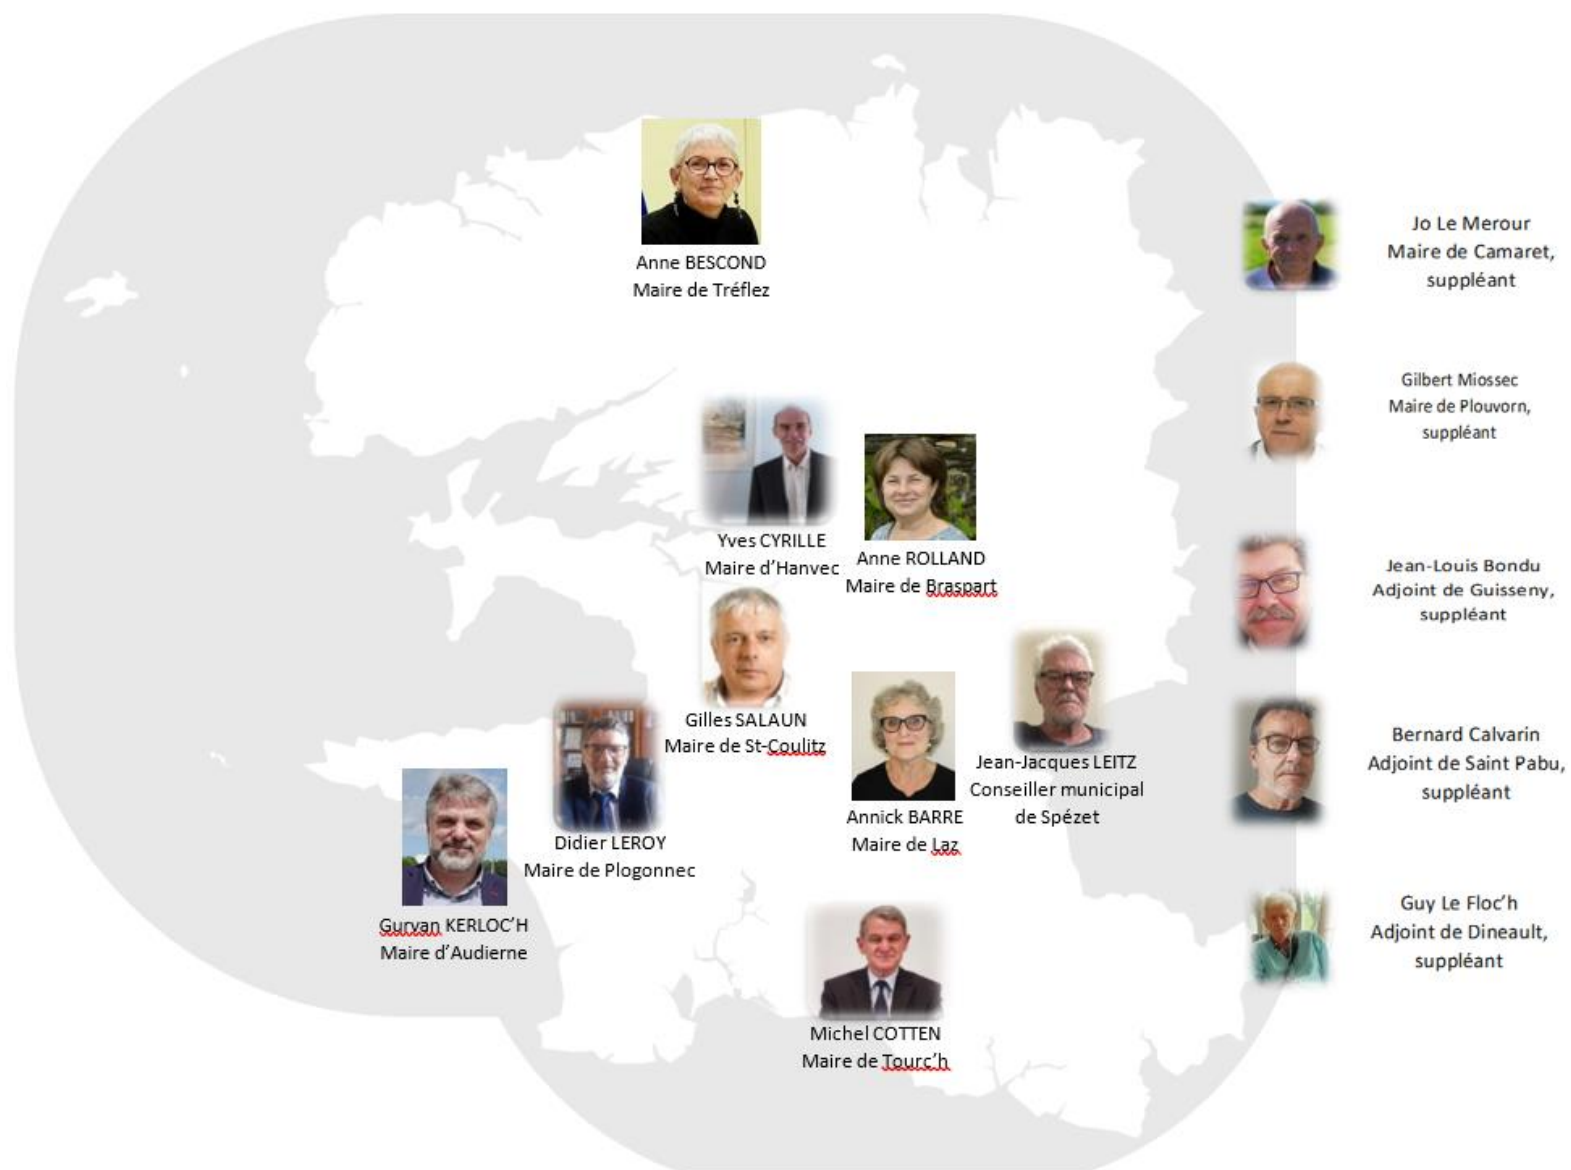 Anne BESCOND
Maire de Tréflez
Yves CYRILLE
Maire d’Hanvec
Anne ROLLAND
Maire de Braspart
Gilles SALAUN
Maire de St-Coulitz
Jean-Jacques LEITZ
Conseiller municipal
de Spézet
Annick BARRE
Maire de Laz
Didier LEROY
Maire de Plogonnec
Gurvan KERLOC’H
Maire d’Audierne
Michel COTTEN
Maire de Tourc’h
Jo Le Merour
Maire de Camaret,
suppléant
Gilbert Miossec
Maire de Plouvorn,
suppléant
Jean-Louis Bondu
Adjoint de Guisseny,
suppléant
Bernard Calvarin
Adjoint de Saint Pabu,
suppléant
Guy Le Floc’h
Adjoint de Dineault,
suppléant